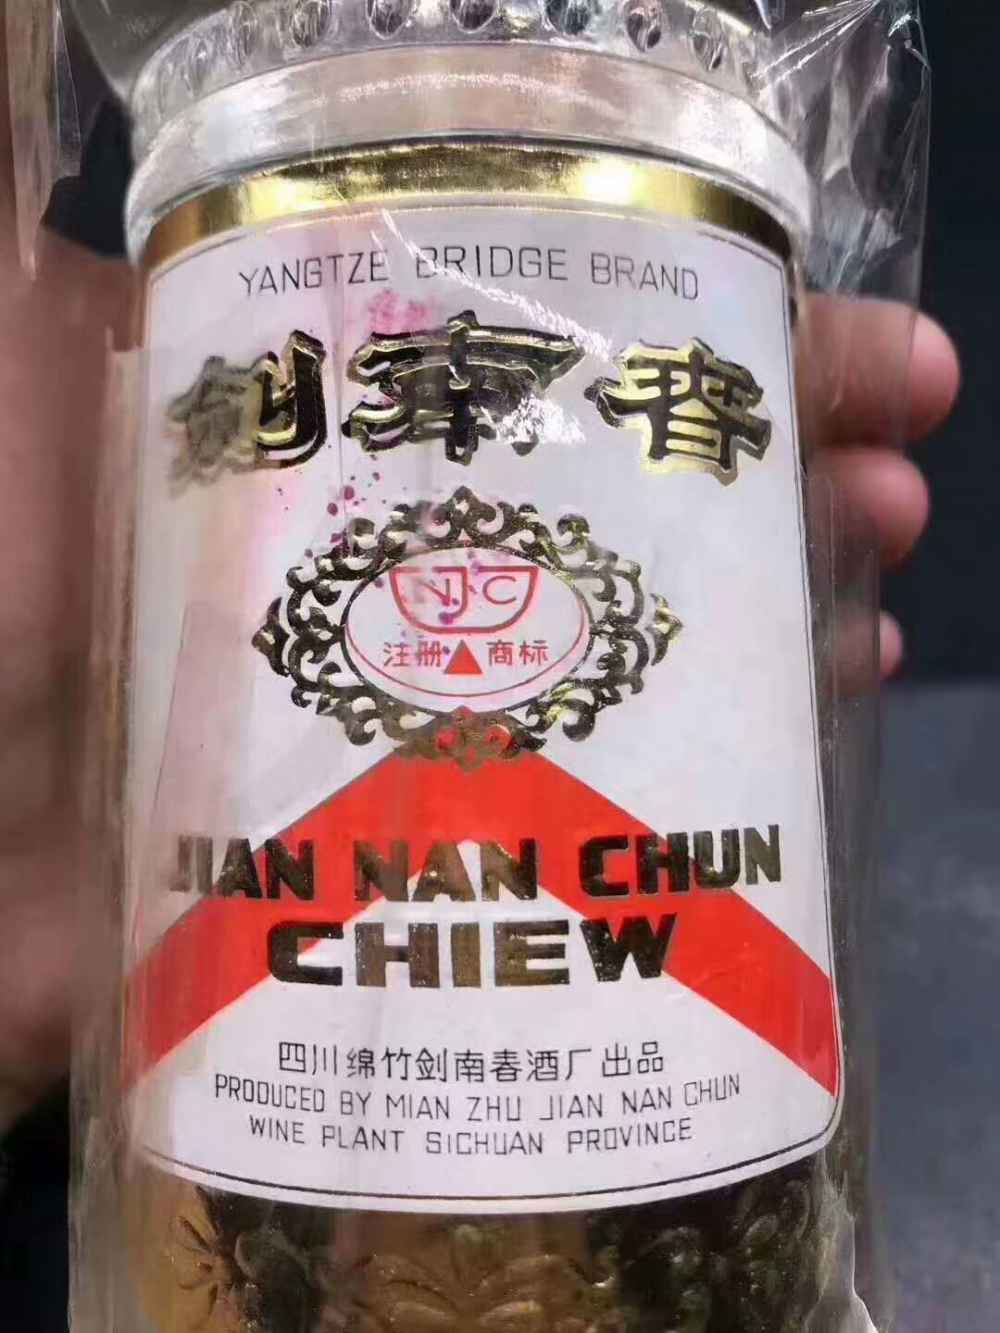 YANGTZE BRIDGE BRAND
剑南春
NJC
注册 商标
JIAN NAN CHUN
CHIEW
四川绵竹剑南春酒厂出品
PRODUCED BY MIAN ZHU JIAN NAN CHUN
WINE PLANT SICHUAN PROVINCE